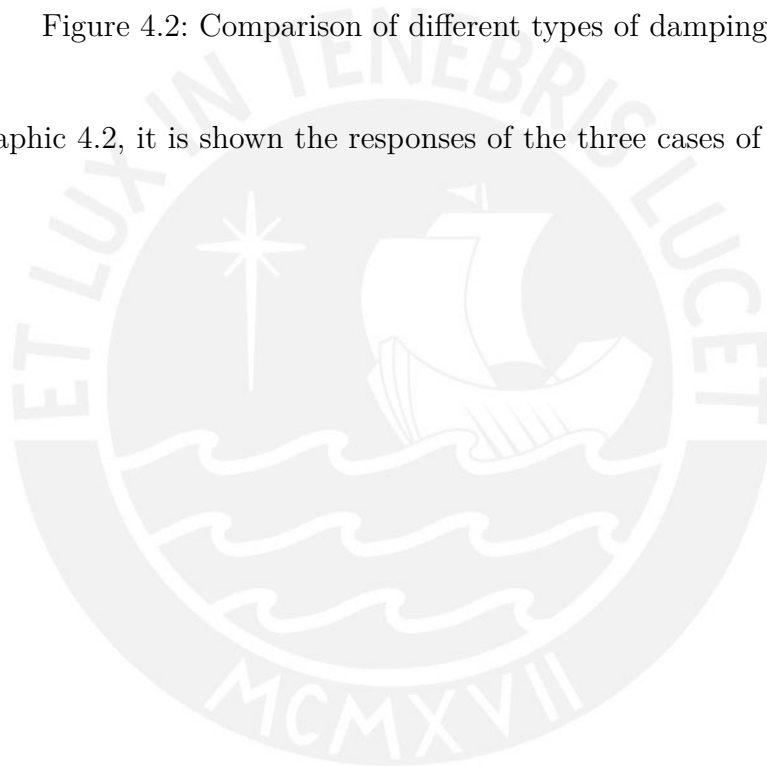 Figure 4.2: Comparison of different types of damping
aphic 4.2, it is shown the responses of the three cases of
ET LUX IN TENEBRIS LUCET
MCMXVII